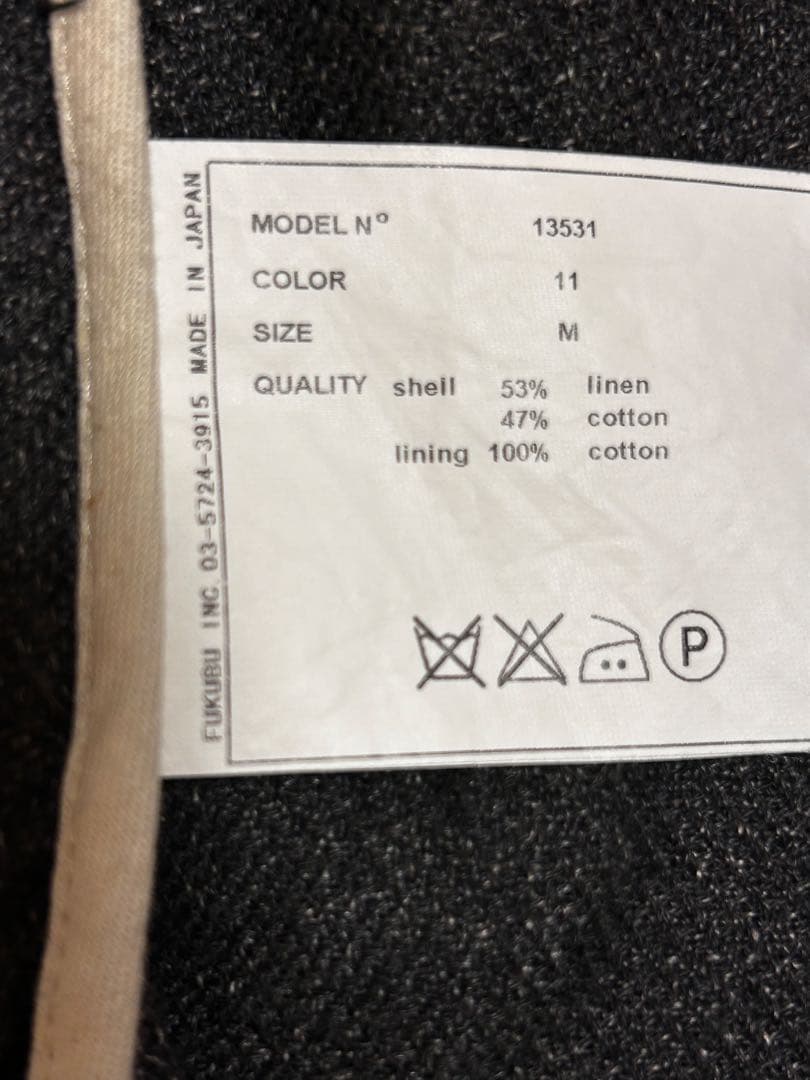 MODEL Nº 13531
COLOR 11
SIZE M
QUALITY shell 53% linen
47% cotton
lining 100% cotton
P
FUKUBU INC. 03-5724-3915 MADE IN JAPAN